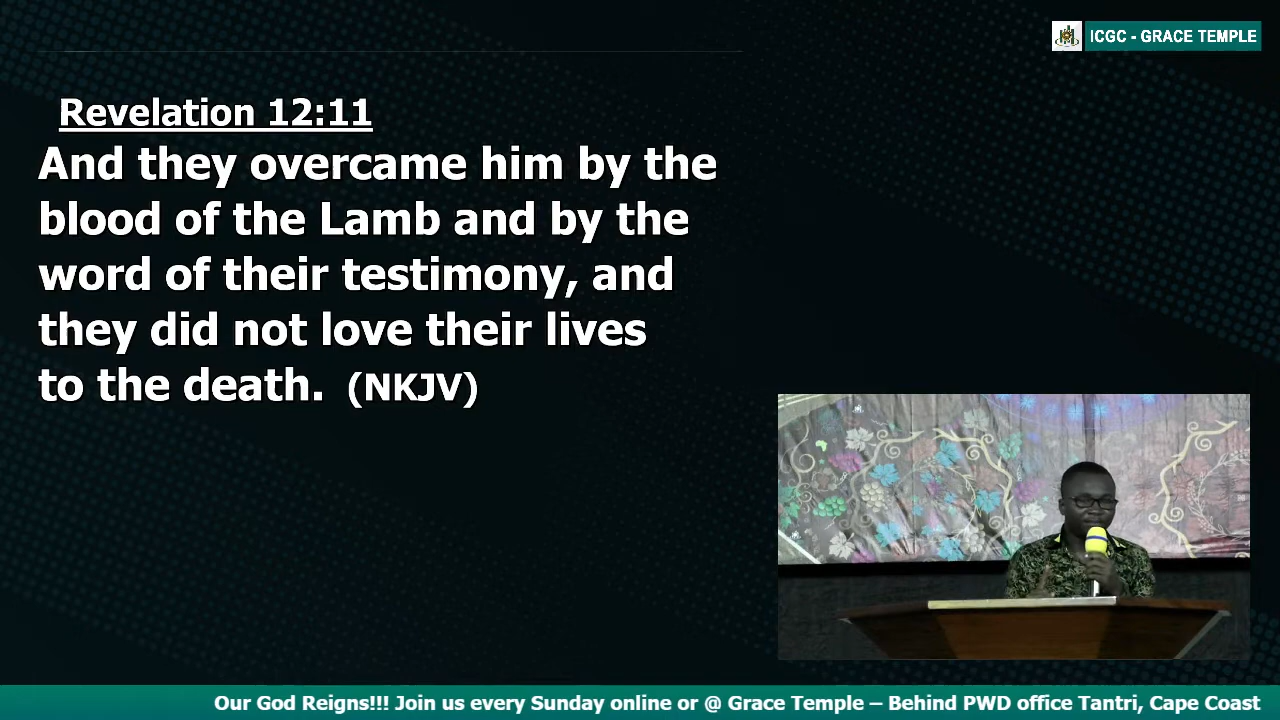 ICGC - GRACE TEMPLE
Revelation 12:11
And they overcame him by the
blood of the Lamb and by the
word of their testimony, and
they did not love their lives
to the death. (NKJV)
Our God Reigns!!! Join us every Sunday online or @ Grace Temple – Behind PWD office Tantri, Cape Coast